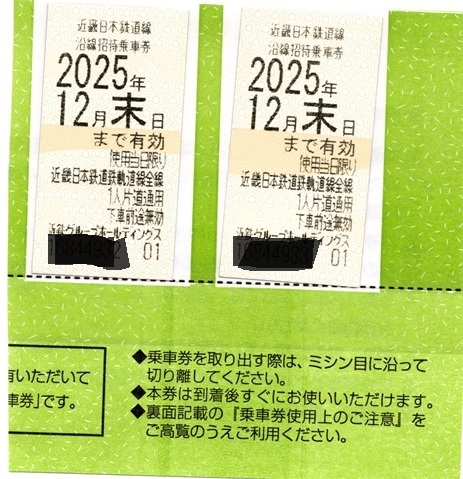 近畿日本鉄道線
沿線招待乗車券
2025年
12月末日
まで有効
使用当日限り
近畿日本鉄道鉄軌道線全線
1人片道通用
下車前途無効
近鉄グループホールディングス
01
近畿日本鉄道線
沿線招待乗車券
2025年
12月末日
まで有効
使用当日限り
近畿日本鉄道鉄軌道線全線
1人片道通用
下車前途無効
近鉄グループホールディングス
01
有いただいて
車券」です。
◆乗車券を取り出す際は、ミシン目に沿って
切り離してください。
◆本券は到着後すぐにお使いいただけます。
◆裏面記載の『乗車券使用上のご注意』を
ご高覧のうえご利用ください。